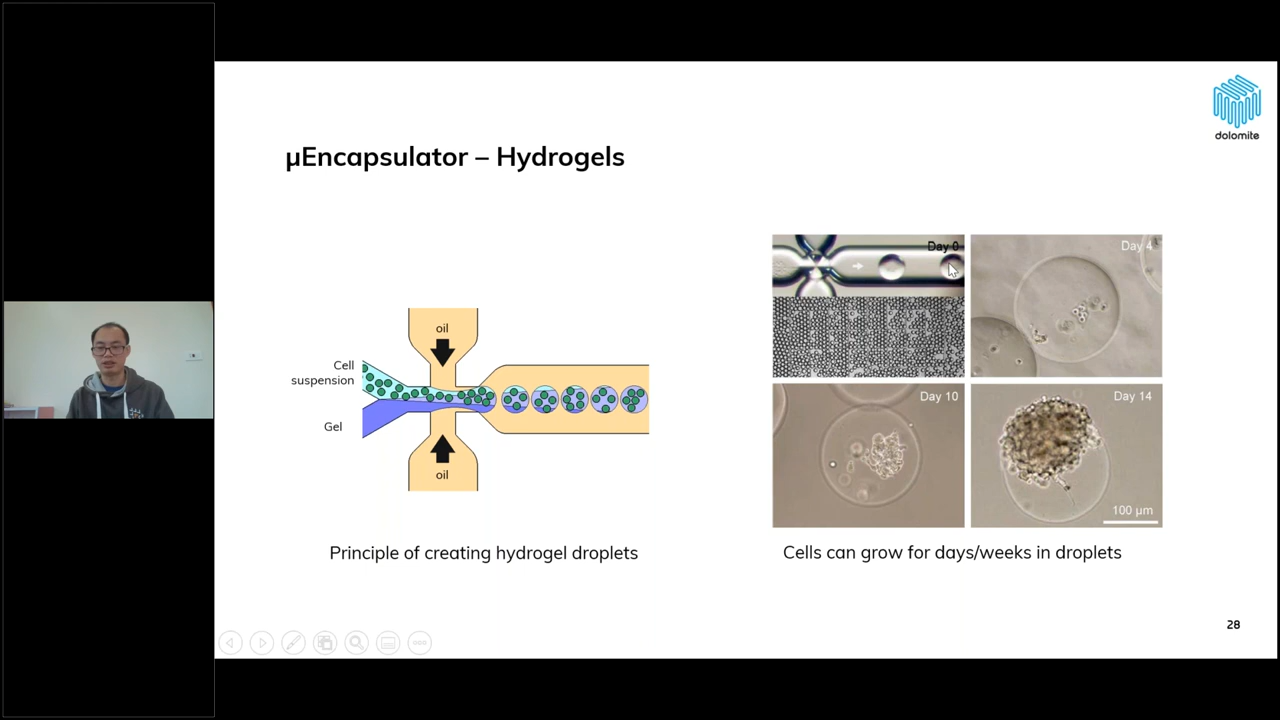 dolomite
µEncapsulator – Hydrogels
oil
Cell
suspension
Gel
oil
Principle of creating hydrogel droplets
Day 0
Day 4
Day 10
Day 14
100 µm
Cells can grow for days/weeks in droplets
28